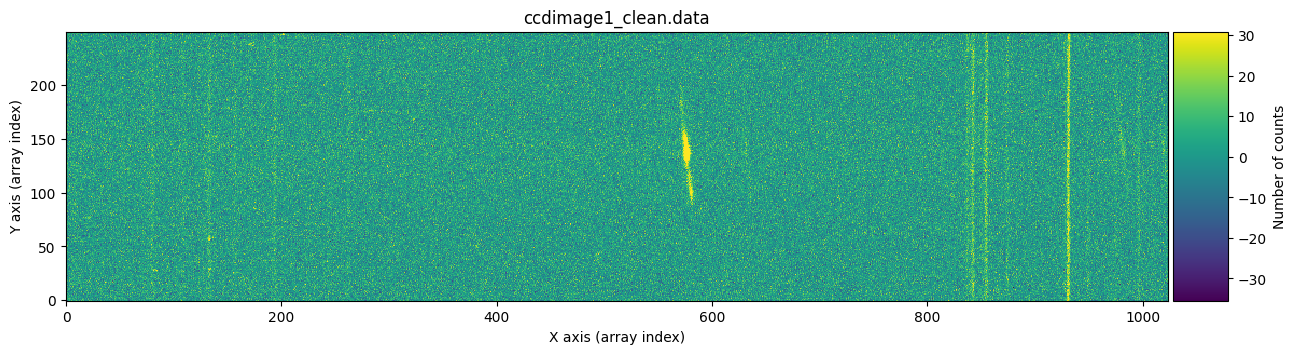 ccdimage1_clean.data
Y axis (array index)
200
150
100
50
0
0 200 400 600 800 1000
X axis (array index)
30
20
10
0
−10
−20
−30
Number of counts